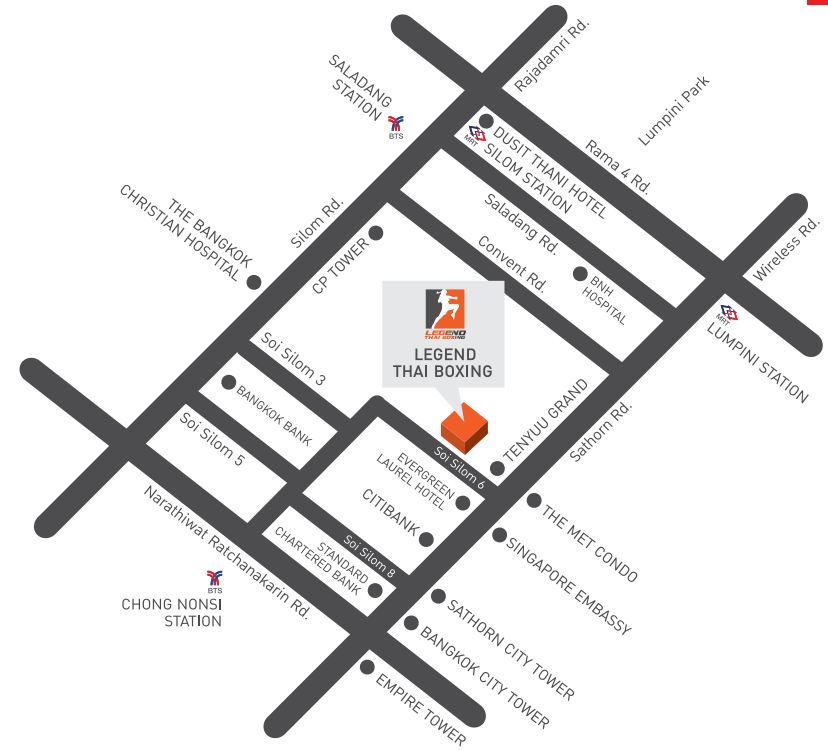 Rajadamri Rd.
SALADANG
STATION
BTS
Lumpini Park
MRT
DUSIT THANI HOTEL
SILOM STATION
Rama 4 Rd.
THE BANGKOK
CHRISTIAN HOSPITAL
Silom Rd.
CP TOWER
Saladang Rd.
Convent Rd.
BNH
HOSPITAL
Wireless Rd.
MRT
LUMPINI STATION
LEGEND
THAI BOXING
LEGEND
THAI BOXING
Soi Silom 3
BANGKOK BANK
Soi Silom 5
TENYUU GRAND
Sathorn Rd.
Soi Silom 6
EVERGREEN
LAUREL HOTEL
CITIBANK
Soi Silom 8
STANDARD
CHARTERED BANK
Narathiwat Ratchanakarin Rd.
BTS
CHONG NONSI
STATION
THE MET CONDO
SINGAPORE EMBASSY
SATHORN CITY TOWER
BANGKOK CITY TOWER
EMPIRE TOWER